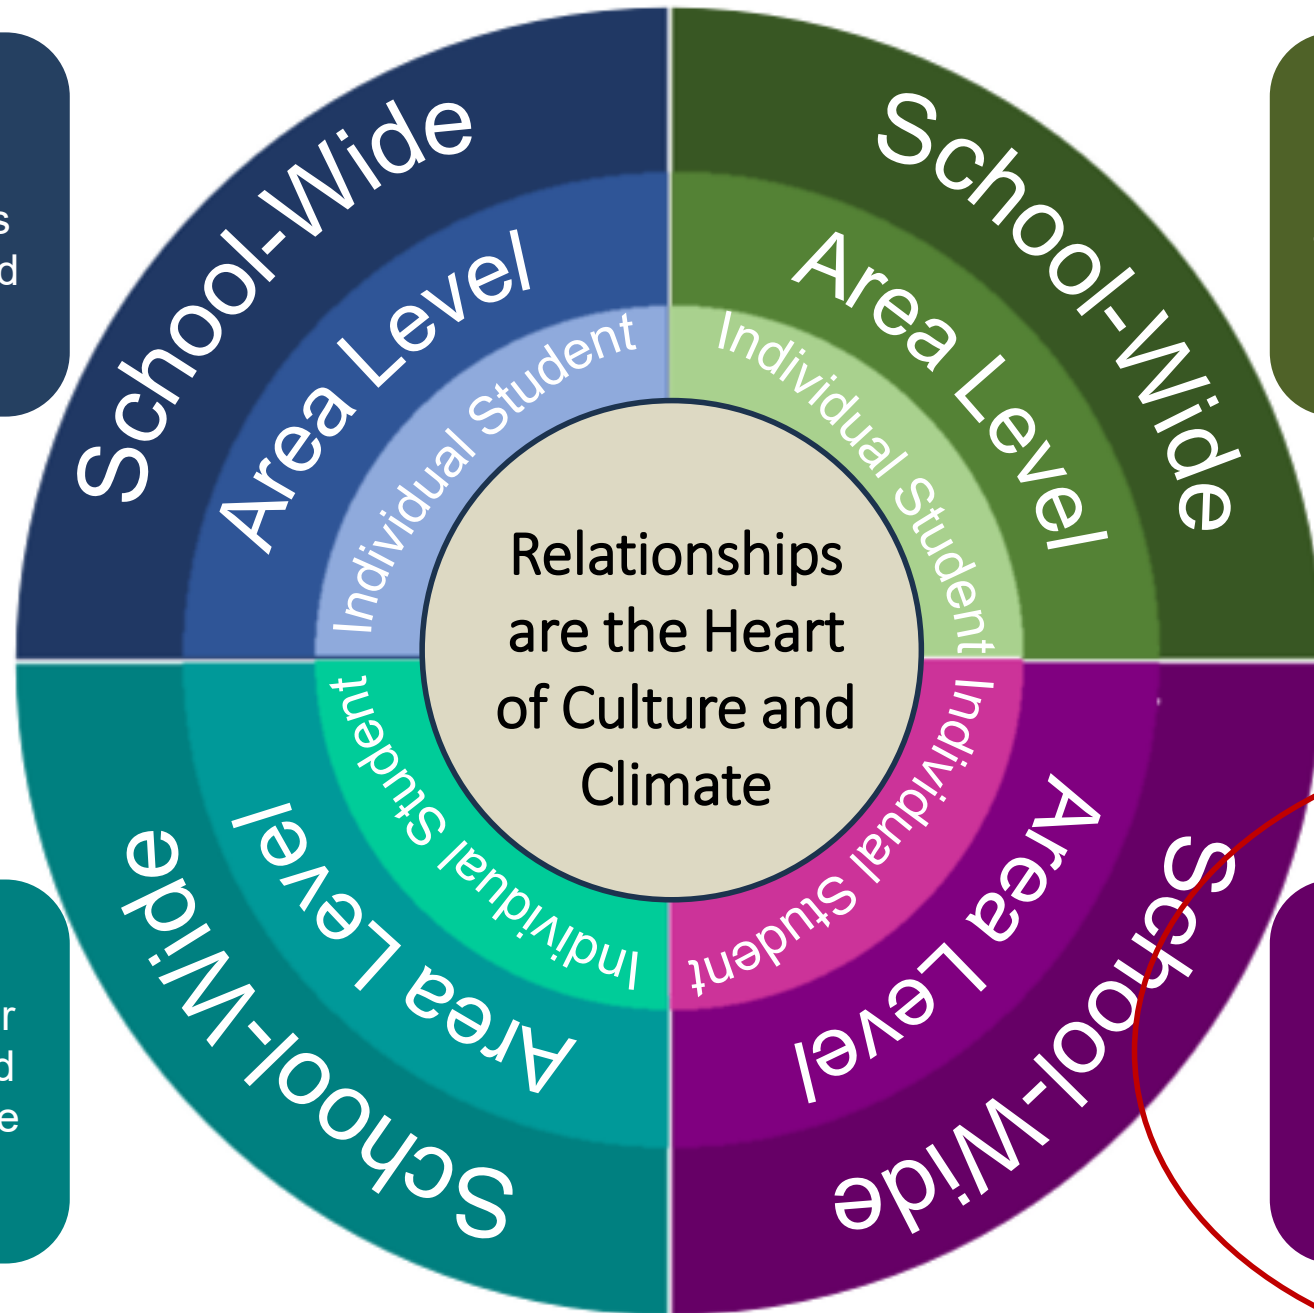 School-Wide
Area Level
Individual Student
School-Wide
Area Level
Individual Student
Relationships
are the Heart
of Culture and
Climate
Individual Student
Area Level
School-Wide
Individual Student
Area Level
School-Wide